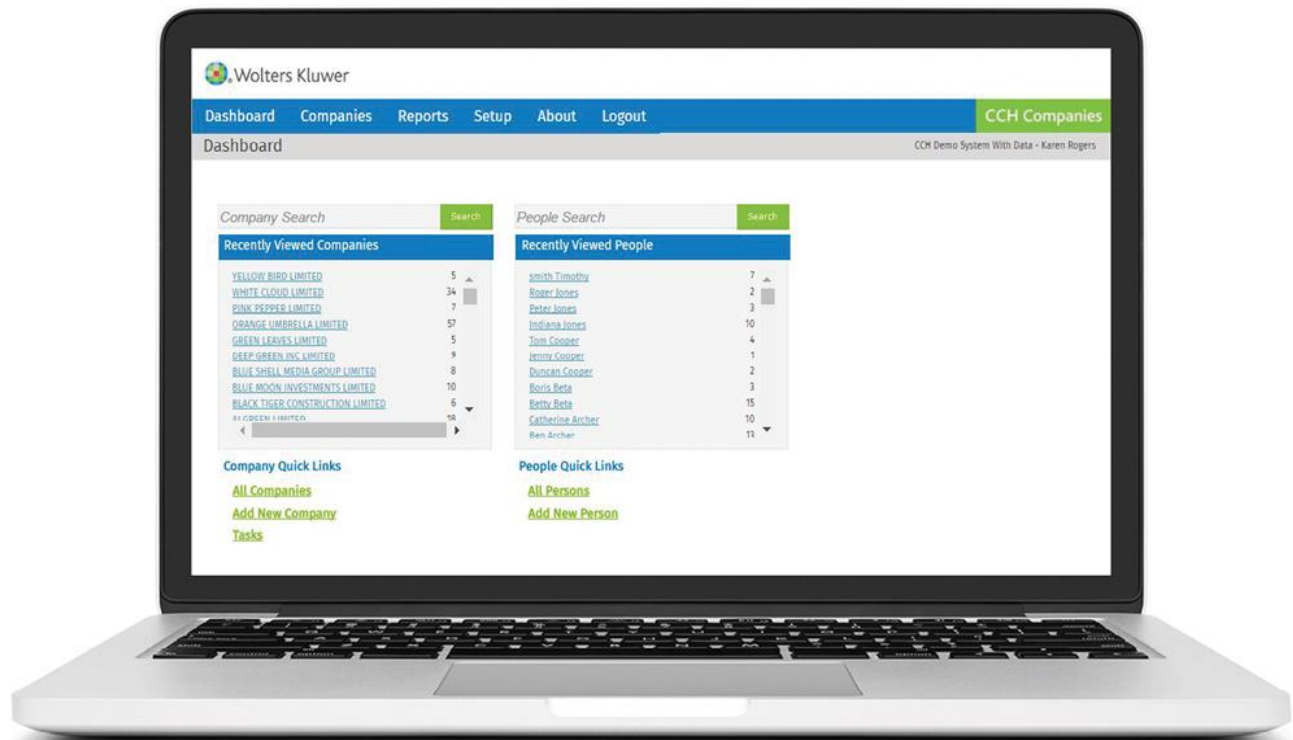 Wolters Kluwer
Dashboard Companies Reports Setup About Logout CCH Companies
Dashboard
CCH Demo System With Data - Karen Rogers
Company Search Search
Recently Viewed Companies
YELLOW BIRD LIMITED 5
WHITE CLOUD LIMITED 34
PINK PEPPER LIMITED 7
ORANGE UMBRELLA LIMITED 57
GREEN LEAVES LIMITED 5
DEEP GREEN INC LIMITED 9
BLUE SHELL MEDIA GROUP LIMITED 8
BLUE MOON INVESTMENTS LIMITED 10
BLACK TIGER CONSTRUCTION LIMITED 6
Company Quick Links
All Companies
Add New Company
Tasks
People Search Search
Recently Viewed People
smith Timothy 7
Roger Jones 2
Peter Jones 3
Indiana Jones 10
Tom Cooper 4
Jenny Cooper 1
Duncan Cooper 2
Boris Beta 3
Betty Beta 15
Catherine Archer 10
Ben Archer 13
People Quick Links
All Persons
Add New Person